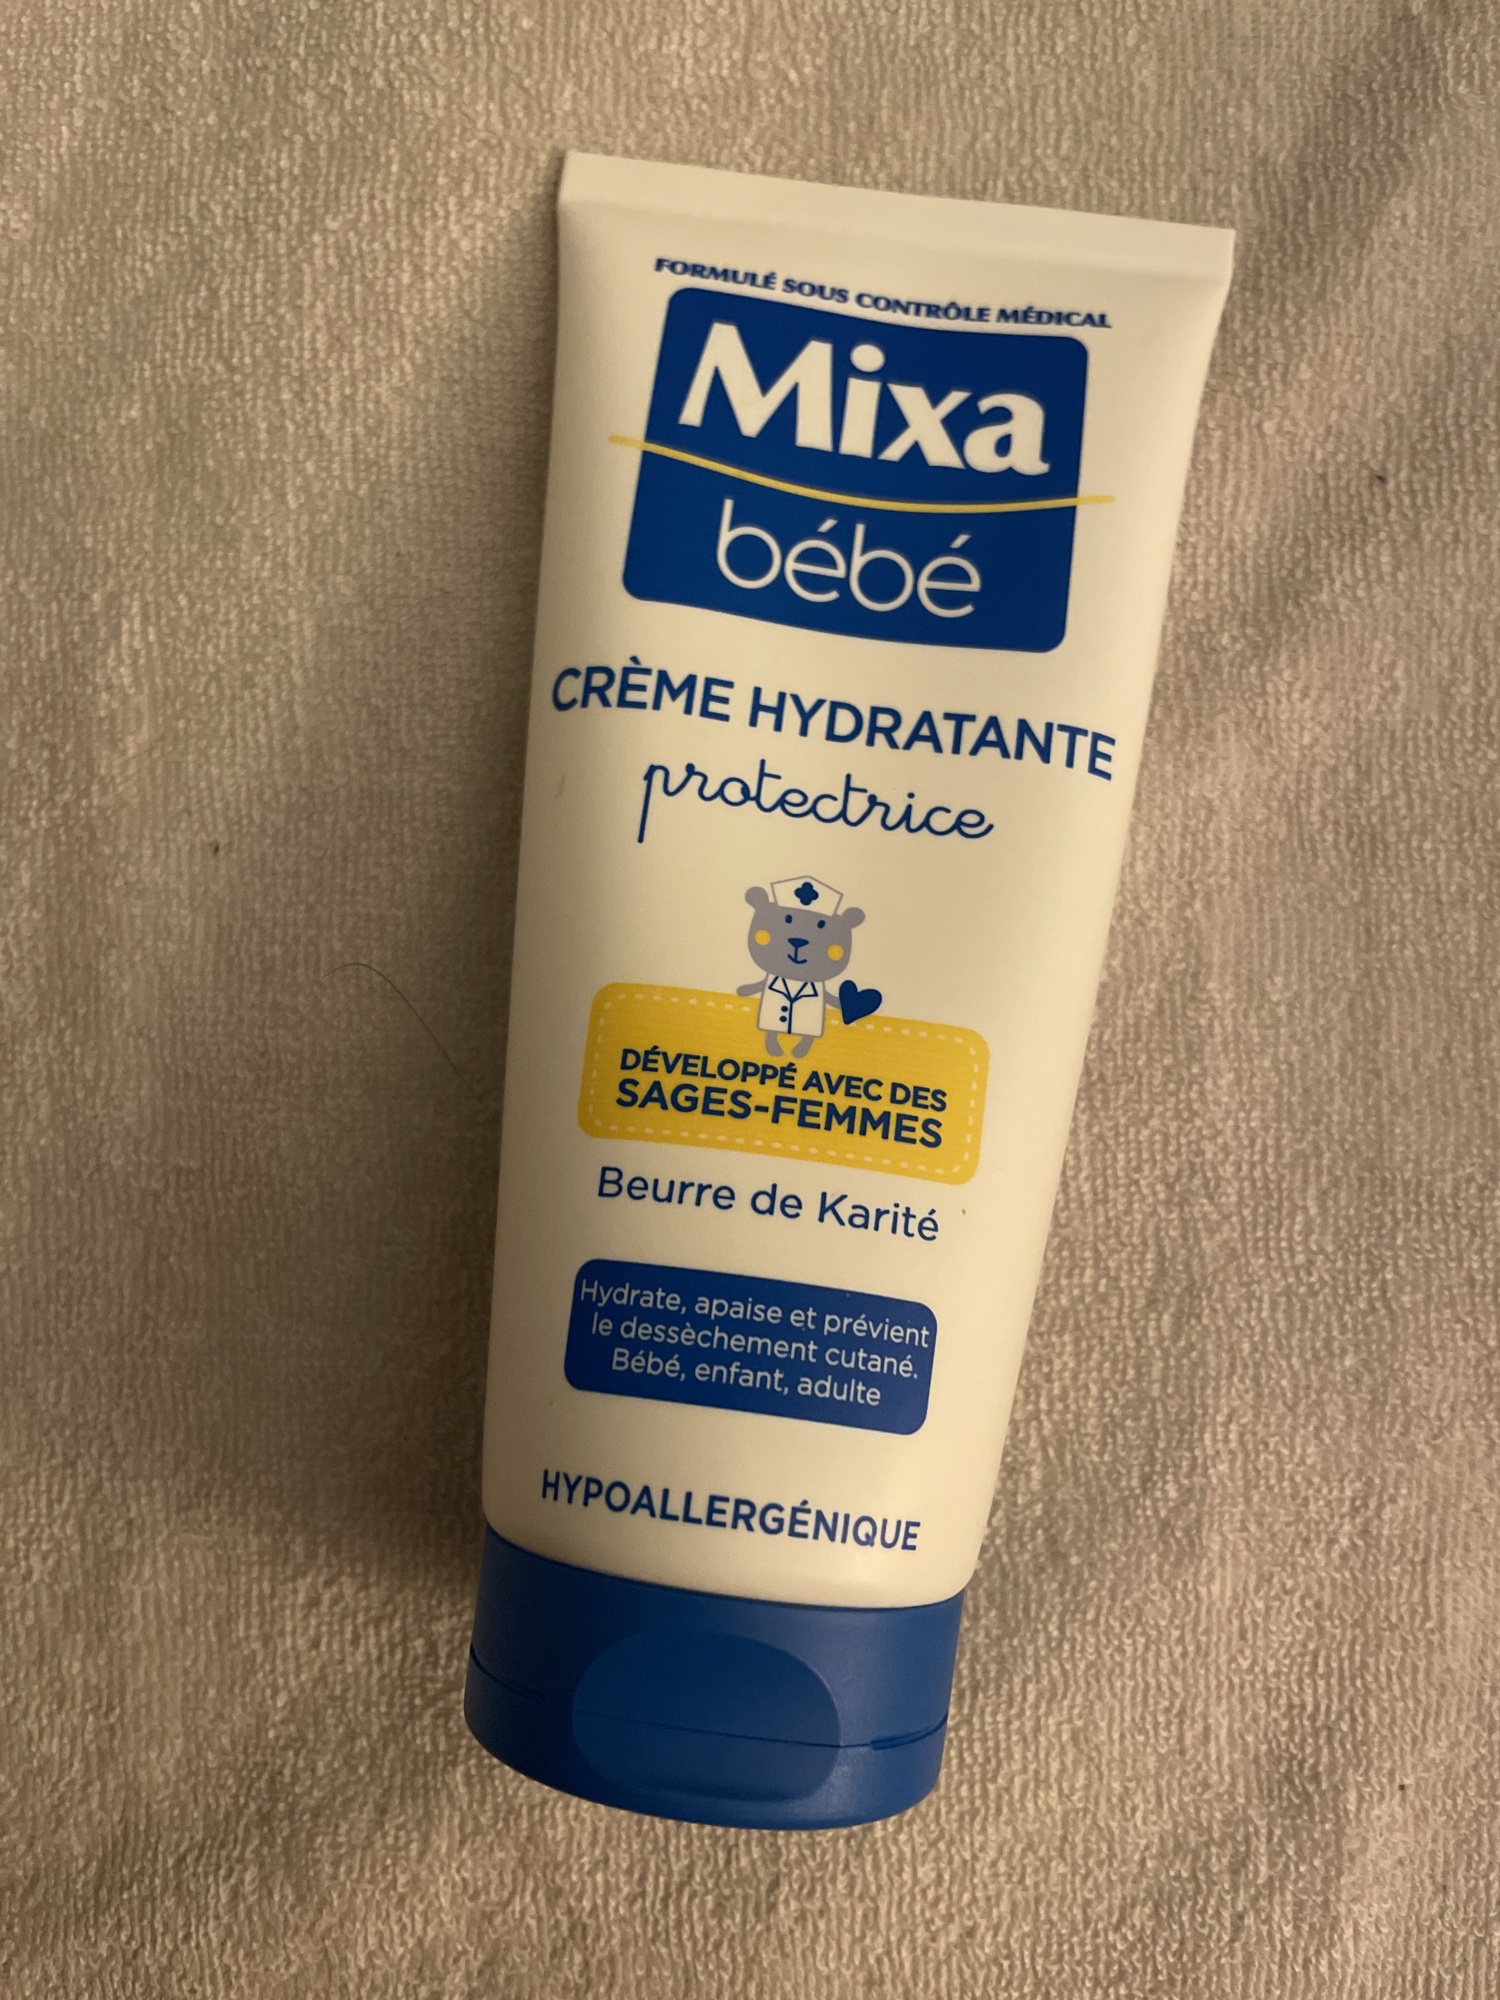 FORMULÉ SOUS CONTRÔLE MÉDICAL
Mixa
bébé
CRÈME HYDRATANTE
protectrice
DÉVELOPPÉ AVEC DES
SAGES-FEMMES
Beurre de Karité
Hydrate, apaise et prévient
le dessèchement cutané.
Bébé, enfant, adulte
HYPOALLERGÉNIQUE